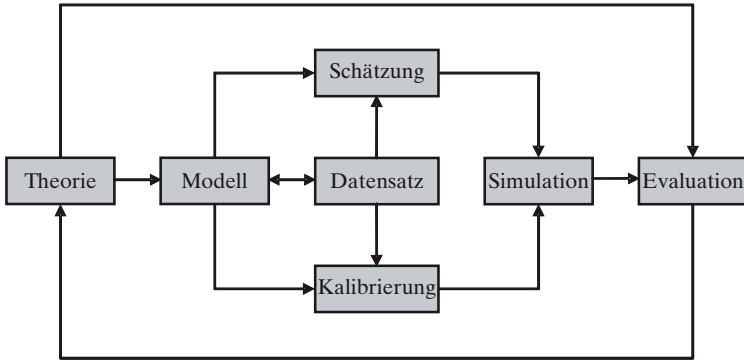 Schätzung
Theorie
Modell
Datensatz
Simulation
Evaluation
Kalibrierung